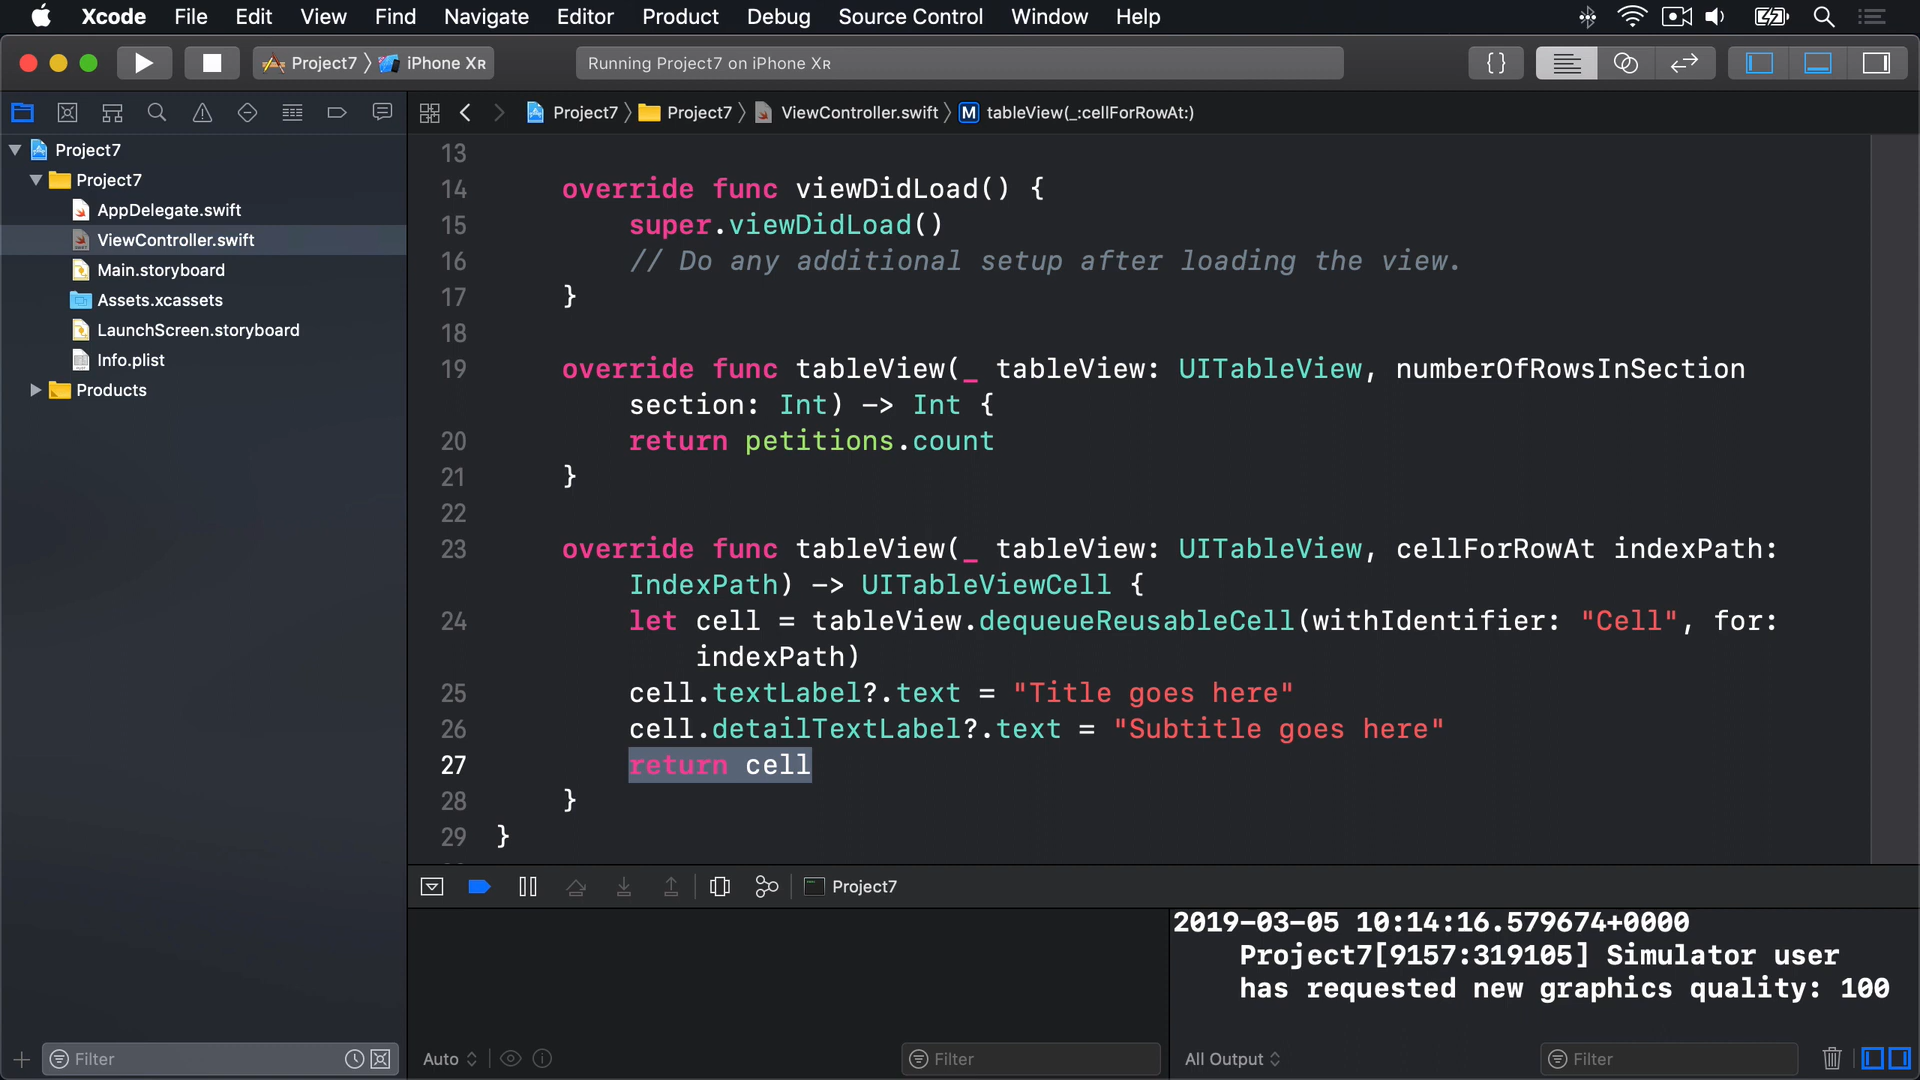 Xcode File Edit View Find Navigate Editor Product Debug Source Control Window Help
Project7 iPhone XR
Running Project7 on iPhone XR
{}
Project7 Project7 ViewController.swift M tableView(_:cellForRowAt:)
Project7
Project7
AppDelegate.swift
ViewController.swift
Main.storyboard
Assets.xcassets
LaunchScreen.storyboard
Info.plist
Products
Filter
13
14 override func viewDidLoad() {
15 super.viewDidLoad()
16 // Do any additional setup after loading the view.
17 }
18
19 override func tableView(_ tableView: UITableView, numberOfRowsInSection
section: Int) -> Int {
20 return petitions.count
21 }
22
23 override func tableView(_ tableView: UITableView, cellForRowAt indexPath:
IndexPath) -> UITableViewCell {
24 let cell = tableView.dequeueReusableCell(withIdentifier: "Cell", for:
indexPath)
25 cell.textLabel?.text = "Title goes here"
26 cell.detailTextLabel?.text = "Subtitle goes here"
27 return cell
28 }
29 }
Project7
2019-03-05 10:14:16.579674+0000
Project7[9157:319105] Simulator user
has requested new graphics quality: 100
Auto Filter
All Output Filter